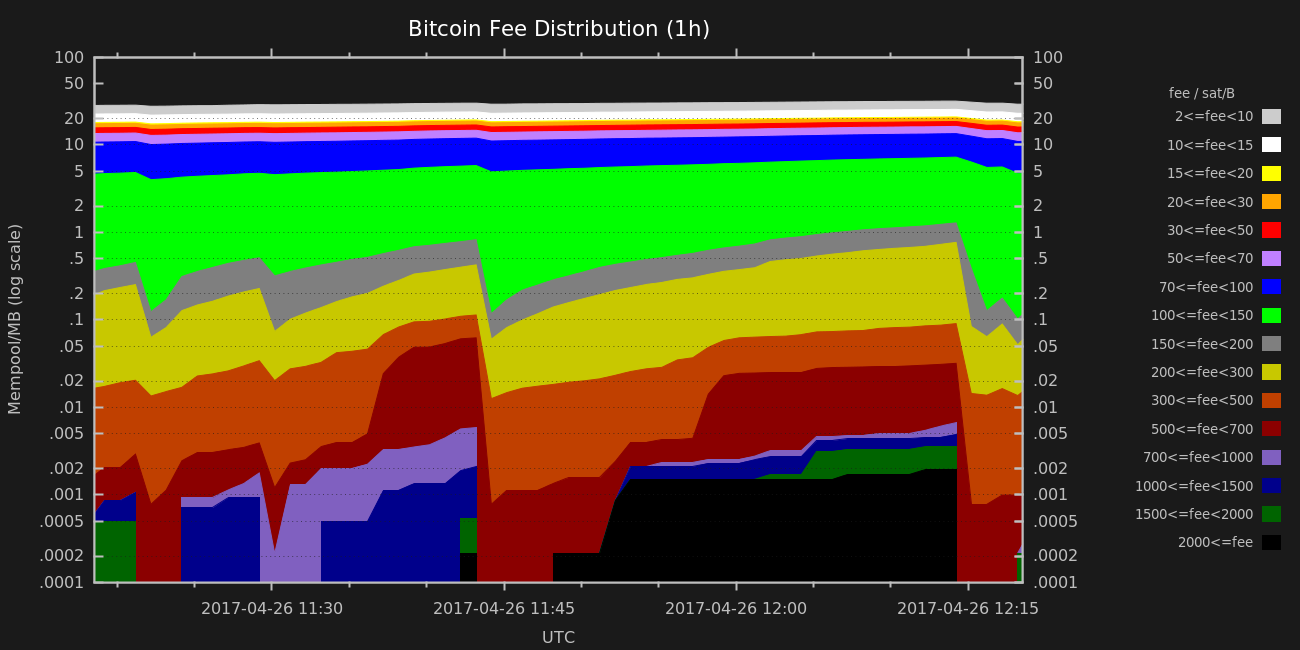 Bitcoin Fee Distribution (1h)
100
50
20
10
5
2
1
.5
.2
.1
.05
.02
.01
.005
.002
.001
.0005
.0002
.0001
Mempool/MB (log scale)
100
50
20
10
5
2
1
.5
.2
.1
.05
.02
.01
.005
.002
.001
.0005
.0002
.0001
2017-04-26 11:30
2017-04-26 11:45
2017-04-26 12:00
2017-04-26 12:15
UTC
fee / sat/B
2<=fee<10
10<=fee<15
15<=fee<20
20<=fee<30
30<=fee<50
50<=fee<70
70<=fee<100
100<=fee<150
150<=fee<200
200<=fee<300
300<=fee<500
500<=fee<700
700<=fee<1000
1000<=fee<1500
1500<=fee<2000
2000<=fee